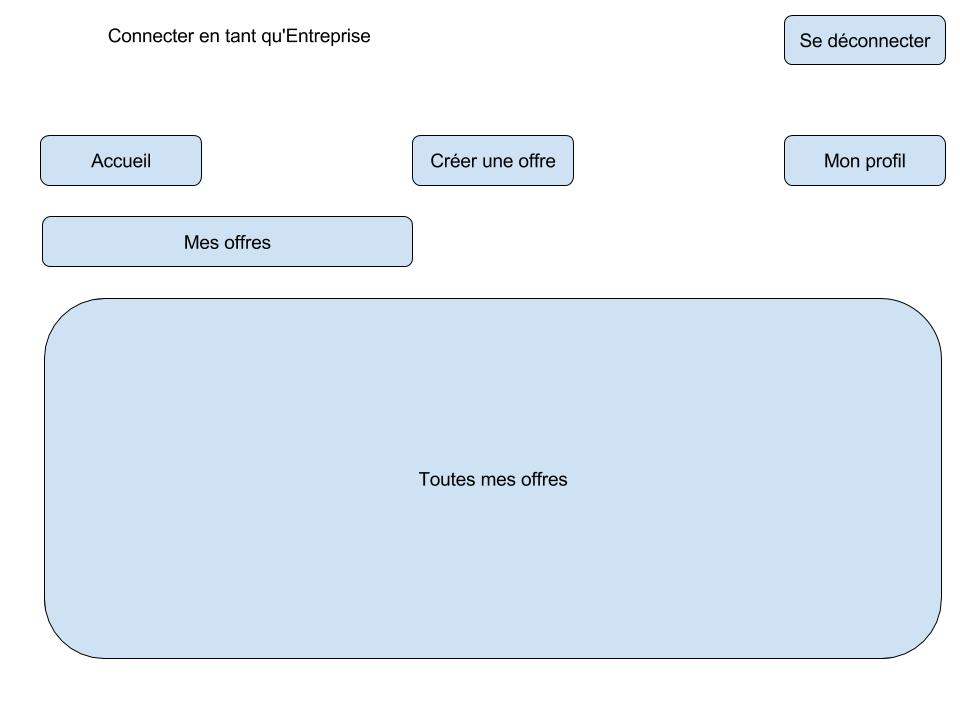 Connecter en tant qu'Entreprise
Se déconnecter
Accueil
Créer une offre
Mon profil
Mes offres
Toutes mes offres